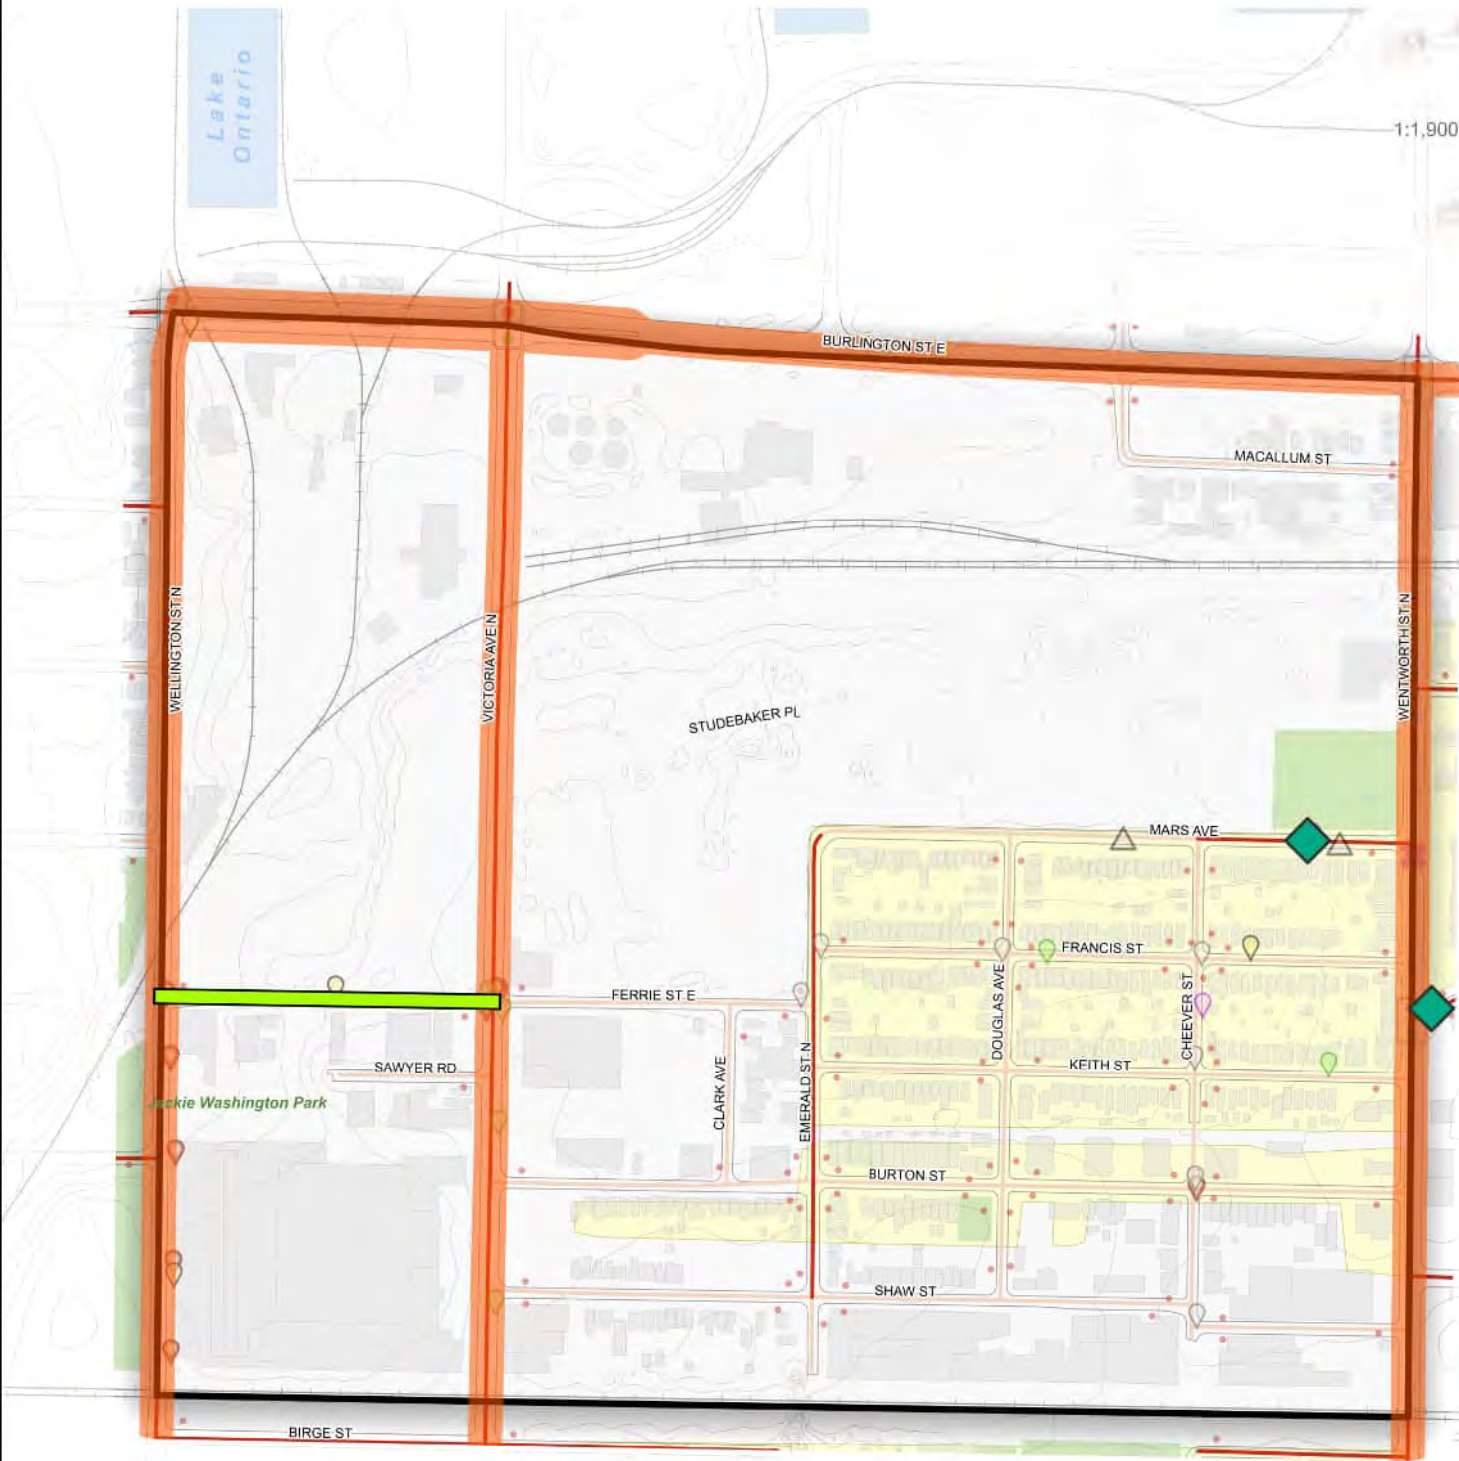 Lake
Ontario
1:1,900
BURLINGTON ST E
MACALLUM ST
WELLINGTON ST N
VICTORIA AVE N
WENTWORTH ST N
STUDEBAKER PL
MARS AVE
FRANCIS ST
FERRIE ST E
DOUGLAS AVE
CHEEVER ST
SAWYER RD
CLARK AVE
EMERALD ST N
KEITH ST
Jackie Washington Park
BURTON ST
SHAW ST
BIRGE ST